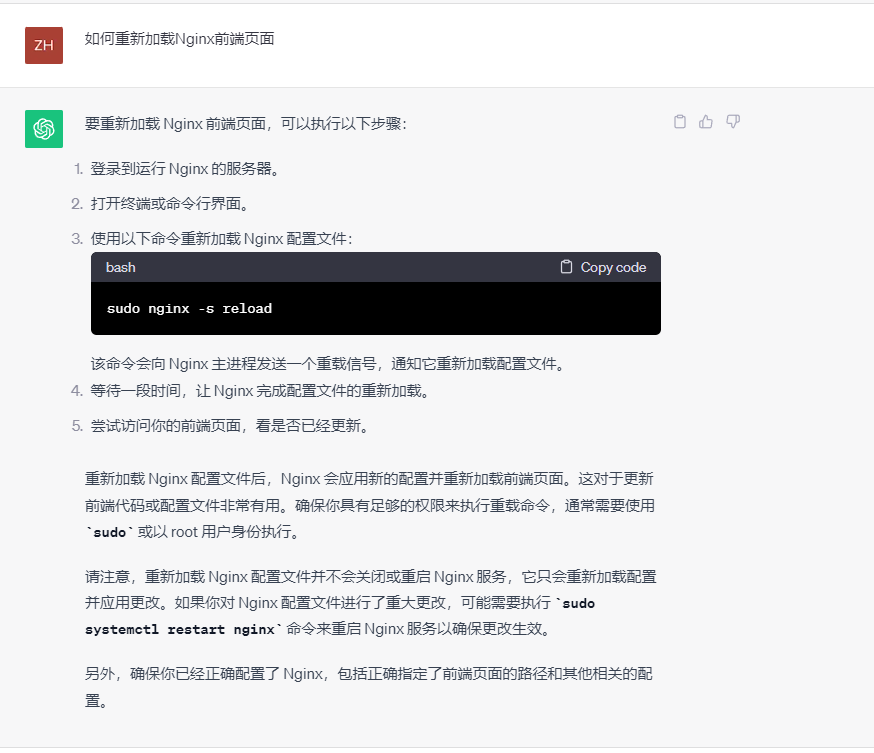 ZH
如何重新加载Nginx前端页面
要重新加载 Nginx 前端页面，可以执行以下步骤：
1. 登录到运行 Nginx 的服务器。
2. 打开终端或命令行界面。
3. 使用以下命令重新加载 Nginx 配置文件：
bash
Copy code
sudo nginx -s reload
该命令会向 Nginx 主进程发送一个重载信号，通知它重新加载配置文件。
4. 等待一段时间，让 Nginx 完成配置文件的重新加载。
5. 尝试访问你的前端页面，看是否已经更新。
重新加载 Nginx 配置文件后，Nginx 会应用新的配置并重新加载前端页面。这对于更新
前端代码或配置文件非常有用。确保你具有足够的权限来执行重载命令，通常需要使用
`sudo` 或以 root 用户身份执行。
请注意，重新加载 Nginx 配置文件并不会关闭或重启 Nginx 服务，它只会重新加载配置
并应用更改。如果你对 Nginx 配置文件进行了重大更改，可能需要执行 `sudo
systemctl restart nginx` 命令来重启 Nginx 服务以确保更改生效。
另外，确保你已经正确配置了 Nginx，包括正确指定了前端页面的路径和其他相关的配
置。